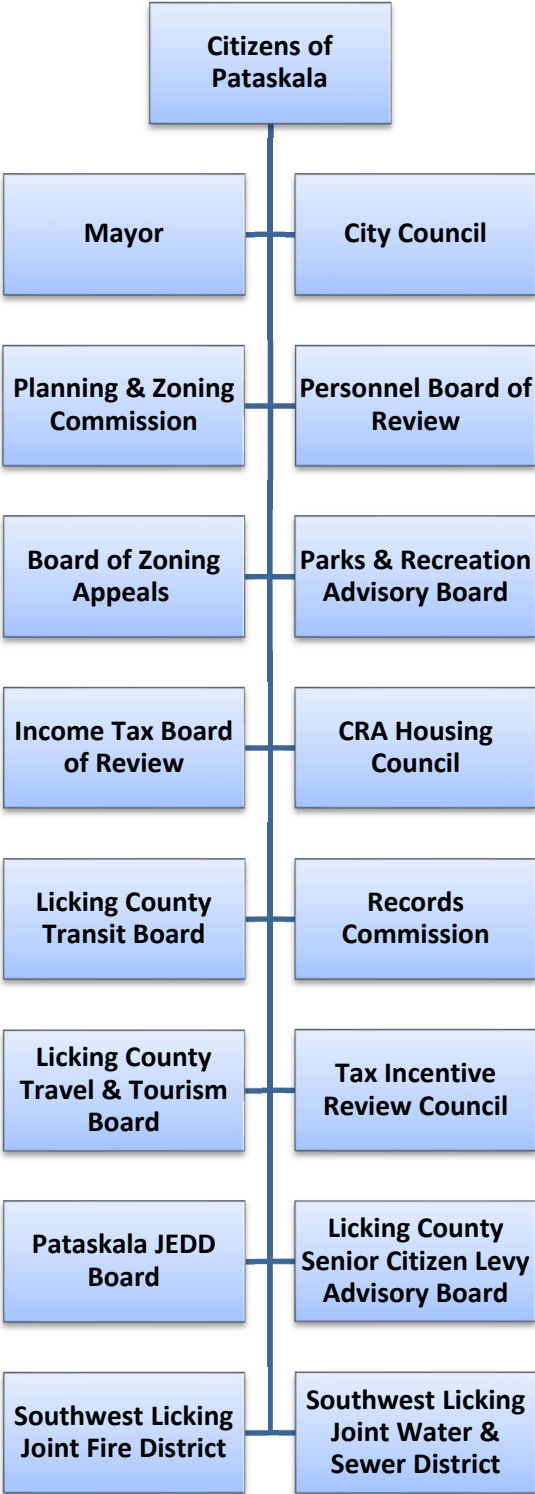 Citizens of
Pataskala
Mayor
City Council
Planning & Zoning
Commission
Personnel Board of
Review
Board of Zoning
Appeals
Parks & Recreation
Advisory Board
Income Tax Board
of Review
CRA Housing
Council
Licking County
Transit Board
Records
Commission
Licking County
Travel & Tourism
Board
Tax Incentive
Review Council
Pataskala JEDD
Board
Licking County
Senior Citizen Levy
Advisory Board
Southwest Licking
Joint Fire District
Southwest Licking
Joint Water &
Sewer District